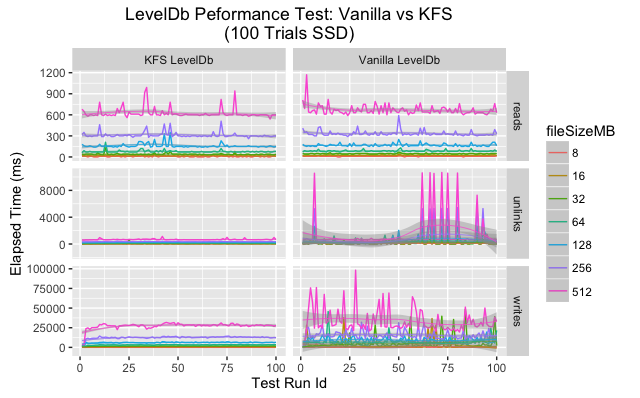 LevelDb Peformance Test: Vanilla vs KFS
(100 Trials SSD)
KFS LevelDb
Vanilla LevelDb
1200
900
600
300
0
reads
8000
4000
0
unlinks
100000
75000
50000
25000
0
writes
0 25 50 75 100
0 25 50 75 100
Elapsed Time (ms)
Test Run Id
fileSizeMB
8
16
32
64
128
256
512